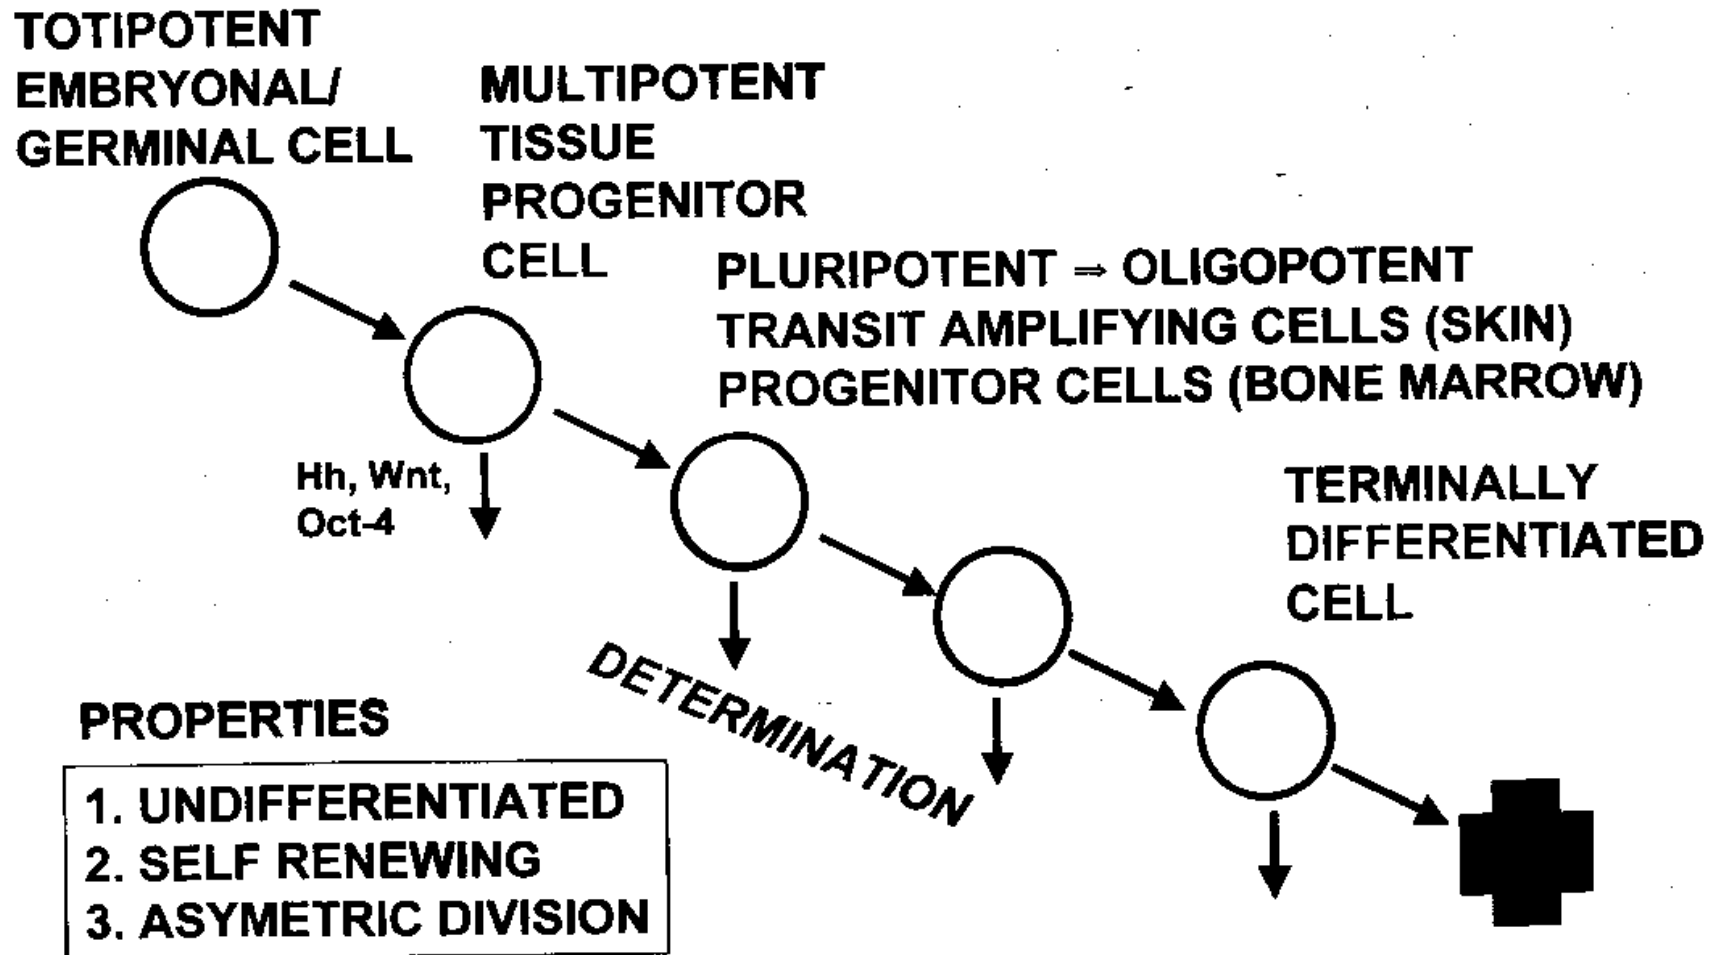 TOTIPOTENT
EMBRYONAL/
GERMINAL CELL
MULTIPOTENT
TISSUE
PROGENITOR
CELL
PLURIPOTENT ⇒ OLIGOPOTENT
TRANSIT AMPLIFYING CELLS (SKIN)
PROGENITOR CELLS (BONE MARROW)
Hh, Wnt,
Oct-4
TERMINALLY
DIFFERENTIATED
CELL
DETERMINATION
PROPERTIES
1. UNDIFFERENTIATED
2. SELF RENEWING
3. ASYMETRIC DIVISION